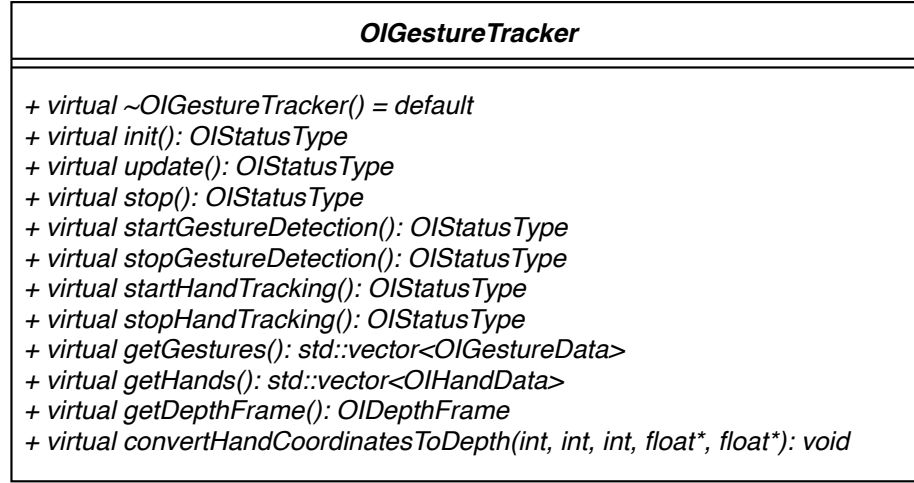 OIGestureTracker
+ virtual ~OIGestureTracker() = default
+ virtual init(): OIStatusType
+ virtual update(): OIStatusType
+ virtual stop(): OIStatusType
+ virtual startGestureDetection(): OIStatusType
+ virtual stopGestureDetection(): OIStatusType
+ virtual startHandTracking(): OIStatusType
+ virtual stopHandTracking(): OIStatusType
+ virtual getGestures(): std::vector<OIGestureData>
+ virtual getHands(): std::vector<OIHandData>
+ virtual getDepthFrame(): OIDepthFrame
+ virtual convertHandCoordinatesToDepth(int, int, int, float*, float*): void